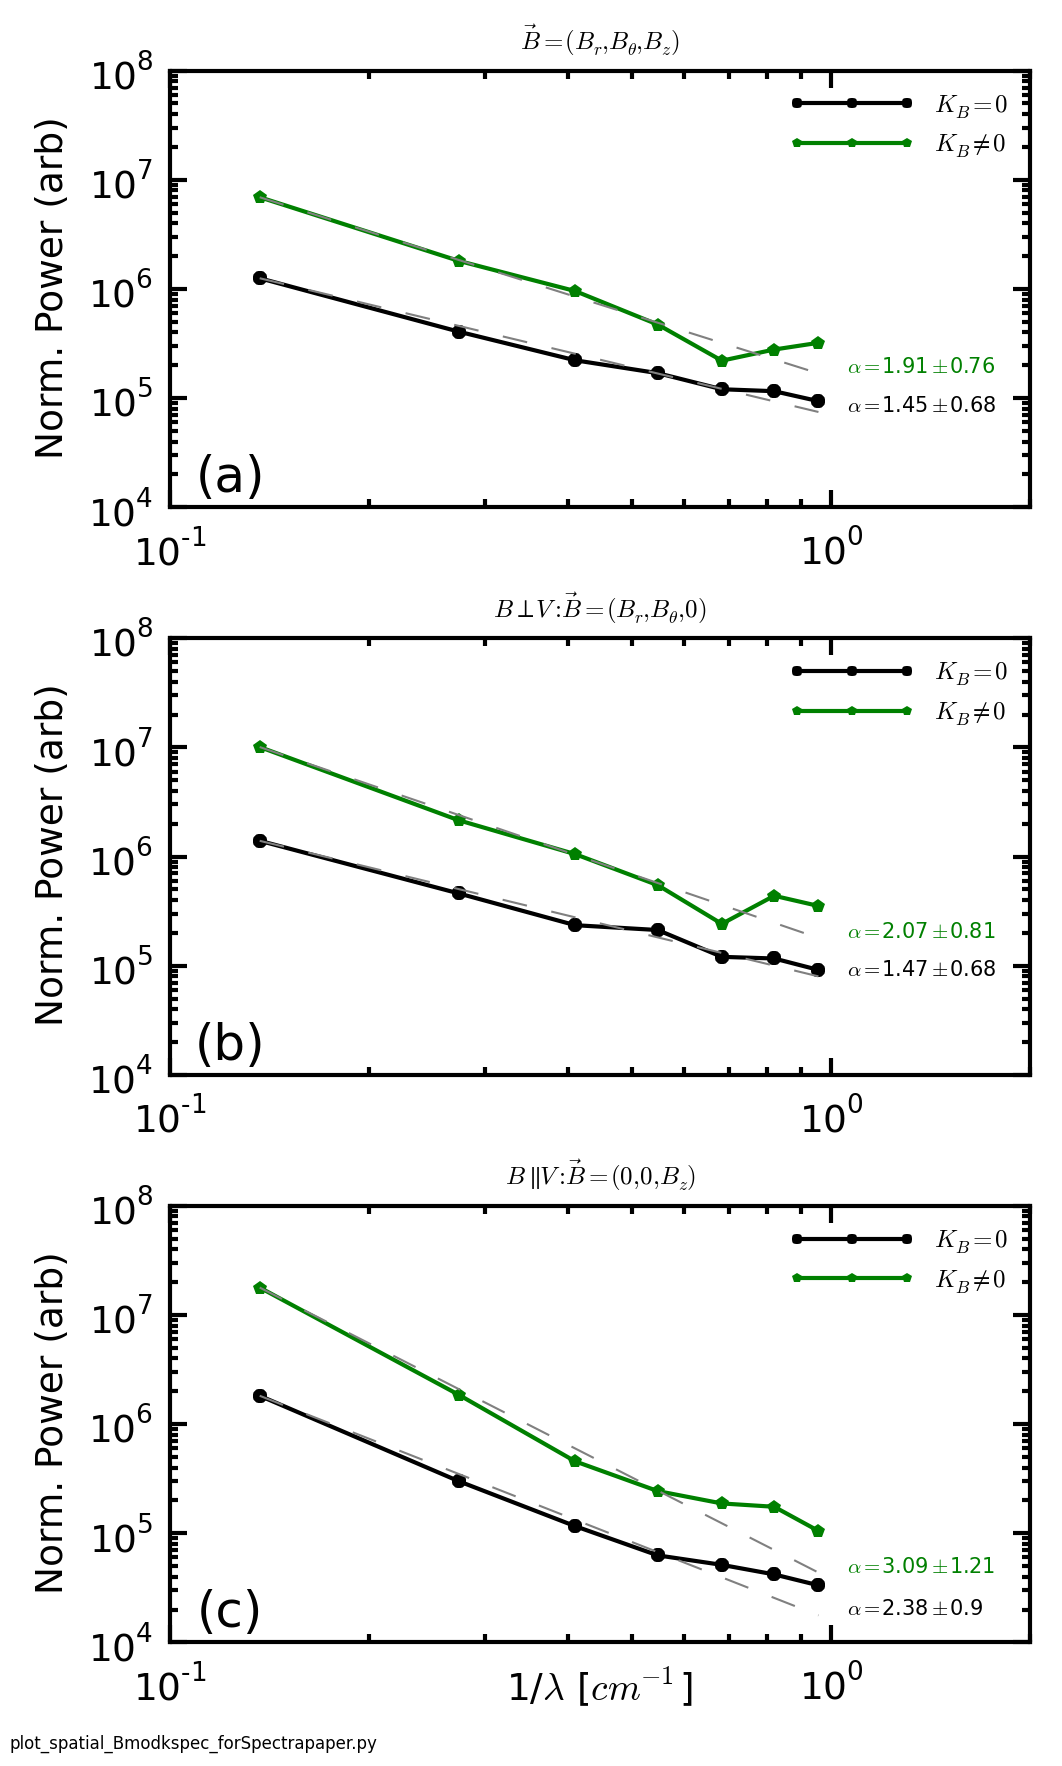 B⃗=(B_r,B_θ,B_z)
10^8
K_B=0
K_B≠0
10^7
10^6
10^5
10^4
Norm. Power (arb)
α=1.91±0.76
α=1.45±0.68
(a)
10^-1
10^0
B⊥V:B⃗=(B_r,B_θ,0)
10^8
K_B=0
K_B≠0
10^7
10^6
10^5
10^4
Norm. Power (arb)
α=2.07±0.81
α=1.47±0.68
(b)
10^-1
10^0
B∥V:B⃗=(0,0,B_z)
10^8
K_B=0
K_B≠0
10^7
10^6
10^5
10^4
Norm. Power (arb)
α=3.09±1.21
α=2.38±0.9
(c)
10^-1
10^0
1/λ [cm^-1]
plot_spatial_Bmodkspec_forSpectrapaper.py